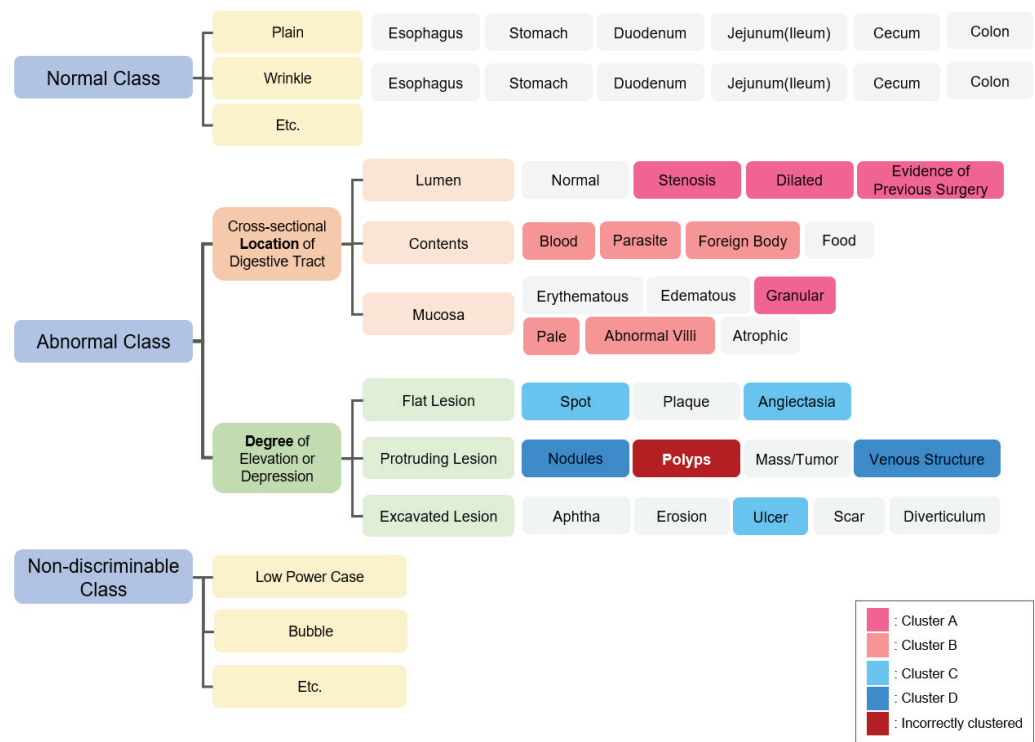 Normal Class
Plain
Esophagus
Stomach
Duodenum
Jejunum(Ileum)
Cecum
Colon
Wrinkle
Esophagus
Stomach
Duodenum
Jejunum(Ileum)
Cecum
Colon
Etc.
Abnormal Class
Cross-sectional
Location of
Digestive Tract
Lumen
Normal
Stenosis
Dilated
Evidence of
Previous Surgery
Contents
Blood
Parasite
Foreign Body
Food
Mucosa
Erythematous
Edematous
Granular
Pale
Abnormal Villi
Atrophic
Degree of
Elevation or
Depression
Flat Lesion
Spot
Plaque
Angiectasia
Protruding Lesion
Nodules
Polyps
Mass/Tumor
Venous Structure
Excavated Lesion
Aphtha
Erosion
Ulcer
Scar
Diverticulum
Non-discriminable
Class
Low Power Case
Bubble
Etc.
: Cluster A
: Cluster B
: Cluster C
: Cluster D
: Incorrectly clustered